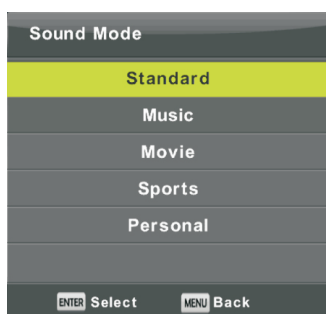 Sound Mode
Standard
Music
Movie
Sports
Personal
ENTER Select MENU Back